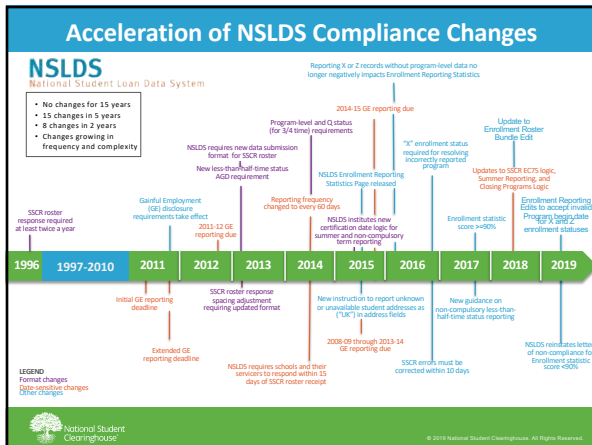 Acceleration of NSLDS Compliance Changes
NSLDS
National Student Loan Data System
• No changes for 15 years
• 15 changes in 5 years
• 8 changes in 2 years
• Changes growing in
frequency and complexity
Reporting X or Z records without program-level data no
longer negatively impacts Enrollment Reporting Statistics
2014-15 GE reporting due
Program-level and Q status
(for 3/4 time) requirements
NSLDS requires new data submission
format for SSCR roster
New less-than-half-time status
AGD requirement
"X" enrollment status
required for resolving
incorrectly reported
program
Update to
Enrollment Roster
Bundle Edit
Updates to SSCR EC75 logic,
Summer Reporting, and
Closing Programs Logic
NSLDS Enrollment Reporting
Statistics Page released
Gainful Employment
(GE) disclosure
requirements take effect
Reporting frequency
changed to every 60 days
Enrollment Reporting
Edits to accept invalid
Program begin date
for X and Z
enrollment statuses
SSCR roster
response required
at least twice a year
2011-12 GE
reporting due
NSLDS institutes new
certification date logic for
summer and non-compulsory
term reporting
Enrollment statistic
score >=90%
1996 1997-2010 2011 2012 2013 2014 2015 2016 2017 2018 2019
Initial GE reporting
deadline
SSCR roster response
spacing adjustment
requiring updated format
New instruction to report unknown
or unavailable student addresses as
("UK") in address fields
New guidance on
non-compulsory less-than-
half-time status reporting
Extended GE
reporting deadline
2008-09 through 2013-14
GE reporting due
NSLDS requires schools and their
servicers to respond within 15
days of SSCR roster receipt
SSCR errors must be
corrected within 10 days
NSLDS reinstates letter
of non-compliance for
Enrollment statistic
score <90%
LEGEND
Format changes
Date-sensitive changes
Other changes
National Student
Clearinghouse
© 2019 National Student Clearinghouse. All Rights Reserved.